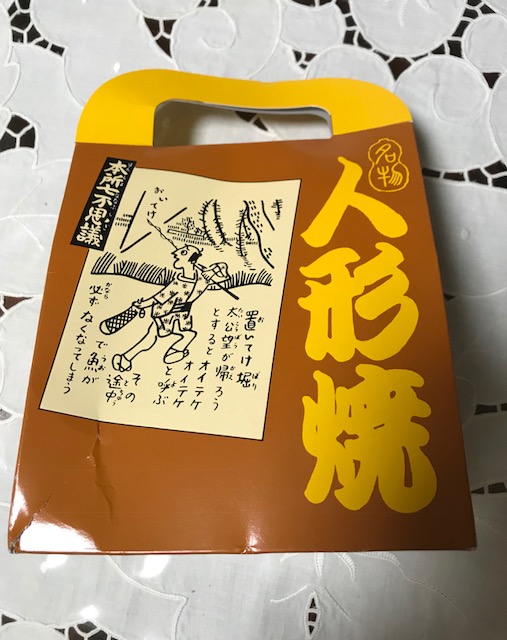 名物
人形焼
本所七不思議
おいてけ
置いてけ堀
太公望が帰ろう
とするとオイテケ
オイテケ
と呼ぶ
その
途中
で魚が
必ず
なくなってしまう